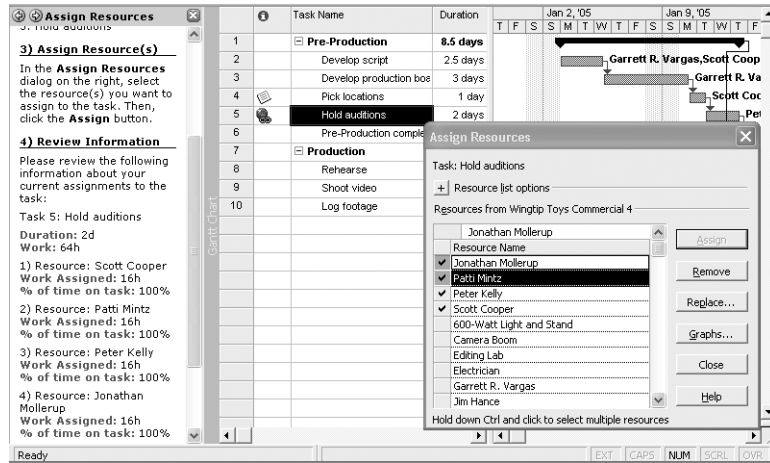 Assign Resources
3) Assign Resource(s)
In the Assign Resources
dialog on the right, select
the resource(s) you want to
assign to the task. Then,
click the Assign button.
4) Review Information
Please review the following
information about your
current assignments to the
task:
Task 5: Hold auditions
Duration: 2d
Work: 64h
1) Resource: Scott Cooper
Work Assigned: 16h
% of time on task: 100%
2) Resource: Patti Mintz
Work Assigned: 16h
% of time on task: 100%
3) Resource: Peter Kelly
Work Assigned: 16h
% of time on task: 100%
4) Resource: Jonathan
Mollerup
Work Assigned: 16h
% of time on task: 100%
Gantt Chart
Task Name Duration
1 Pre-Production 8.5 days
2 Develop script 2.5 days
3 Develop production boa 3 days
4 Pick locations 1 day
5 Hold auditions 2 days
6 Pre-Production comple
7 Production
8 Rehearse
9 Shoot video
10 Log footage
Jan 2, '05 Jan 9, '05
T F S S M T W T F S S M T W T F
Garrett R. Vargas,Scott Coop
Garrett R. Va
Scott Coo
Pet
Assign Resources
Task: Hold auditions
+ Resource list options
Resources from Wingtip Toys Commercial 4
Jonathan Mollerup
Resource Name
Jonathan Mollerup
Patti Mintz
Peter Kelly
Scott Cooper
600-Watt Light and Stand
Camera Boom
Editing Lab
Electrician
Garrett R. Vargas
Jim Hance
Assign
Remove
Replace...
Graphs...
Close
Help
Hold down Ctrl and click to select multiple resources
Ready
EXT CAPS NUM SCRL OVR